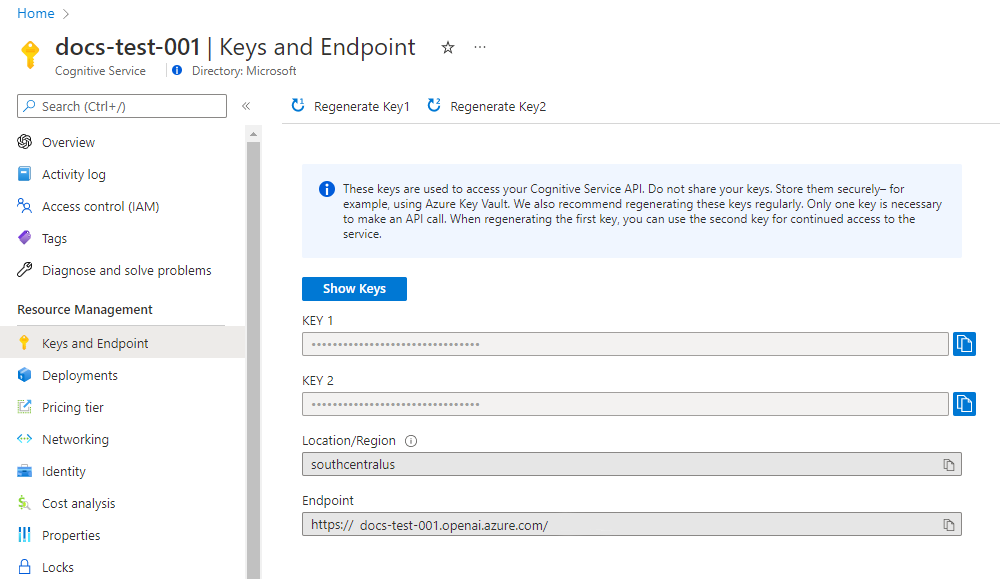 Home
docs-test-001 | Keys and Endpoint
Cognitive Service
Directory: Microsoft
Search (Ctrl+/)
Overview
Activity log
Access control (IAM)
Tags
Diagnose and solve problems
Resource Management
Keys and Endpoint
Deployments
Pricing tier
Networking
Identity
Cost analysis
Properties
Locks
Regenerate Key1
Regenerate Key2
These keys are used to access your Cognitive Service API. Do not share your keys. Store them securely– for
example, using Azure Key Vault. We also recommend regenerating these keys regularly. Only one key is necessary
to make an API call. When regenerating the first key, you can use the second key for continued access to the
service.
Show Keys
KEY 1
KEY 2
Location/Region
southcentralus
Endpoint
https:// docs-test-001.openai.azure.com/